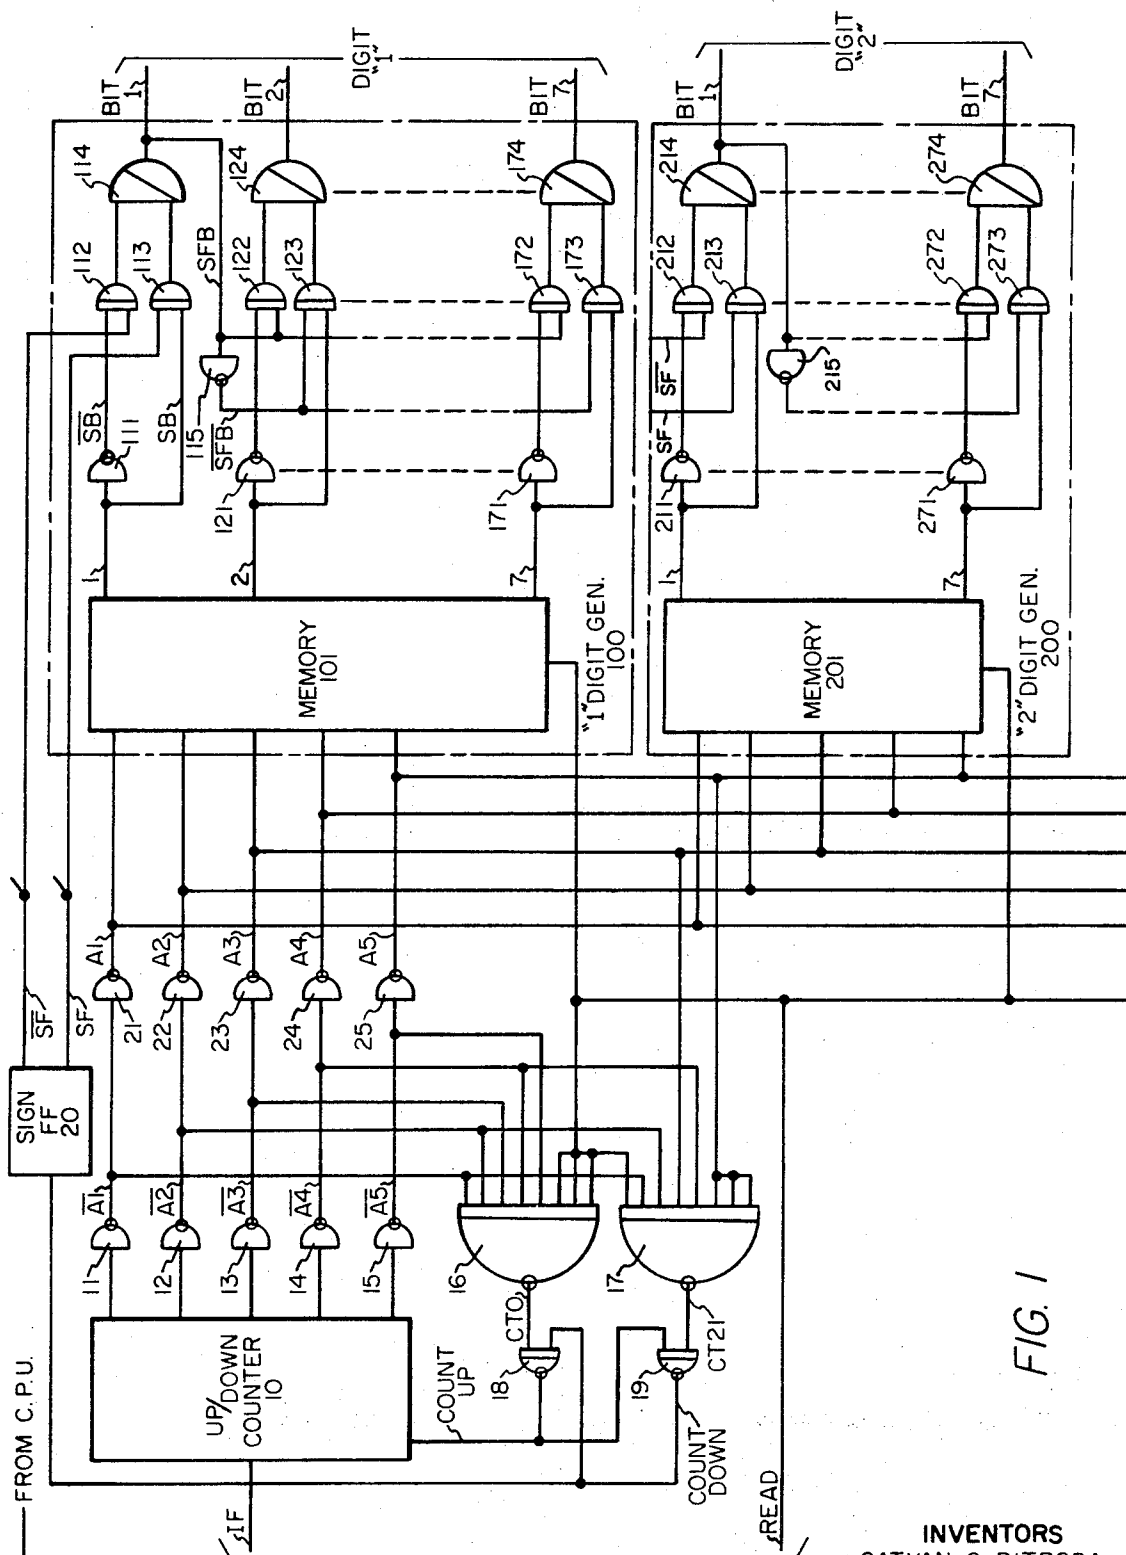 FROM C.P.U.
SIGN
FF
20
SF
SF
UP/DOWN
COUNTER
10
IF
11
12
13
14
15
A1
A2
A3
A4
A5
21
22
23
24
25
A1
A2
A3
A4
A5
16
17
CTO
CT21
18
19
COUNT
UP
COUNT
DOWN
READ
MEMORY
101
"1" DIGIT GEN.
100
1
2
7
111
121
171
SB
SB
115
SFB
SFB
112
113
122
123
172
173
114
124
174
BIT
1
BIT
2
BIT
7
DIGIT
"1"
MEMORY
201
"2" DIGIT GEN.
200
1
7
211
271
SF
SF
215
212
213
272
273
214
274
BIT
1
BIT
7
DIGIT
"2"
FIG. 1
INVENTORS